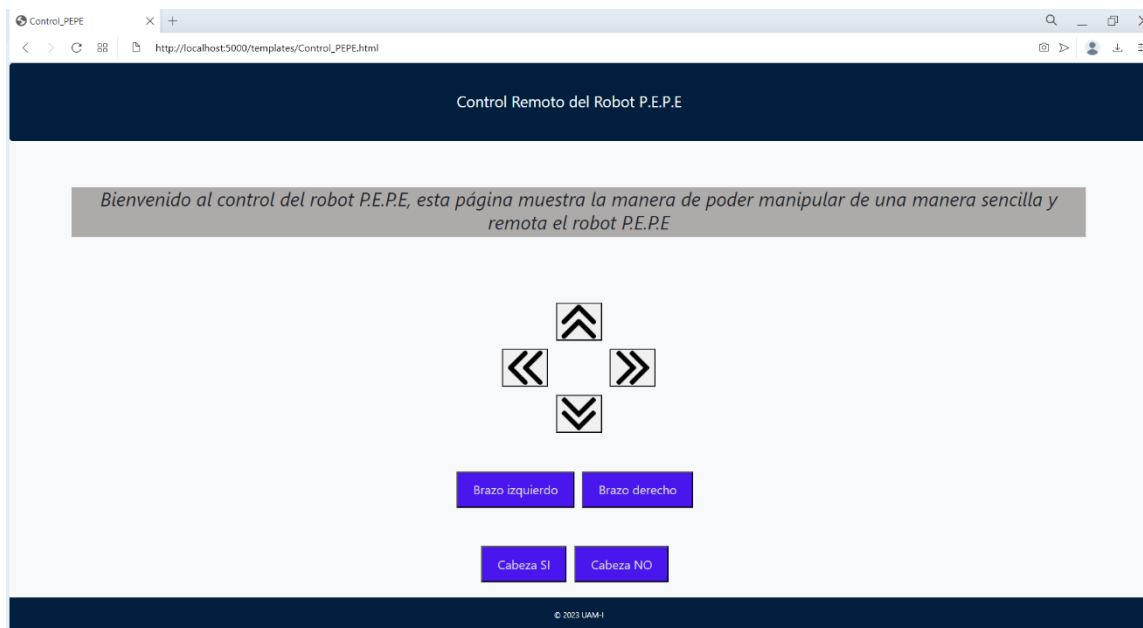 Control_PEPE
http://localhost:5000/templates/Control_PEPE.html
Control Remoto del Robot P.E.P.E
Bienvenido al control del robot P.E.P.E, esta página muestra la manera de poder manipular de una manera sencilla y
remota el robot P.E.P.E
Brazo izquierdo Brazo derecho
Cabeza SI Cabeza NO
© 2023 UAM-I